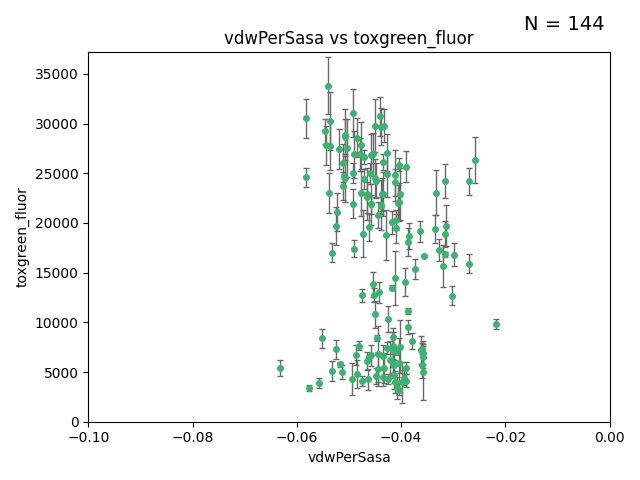 N = 144
vdwPerSasa vs toxgreen_fluor
toxgreen_fluor
35000
30000
25000
20000
15000
10000
5000
0
−0.10 −0.08 −0.06 −0.04 −0.02 0.00
vdwPerSasa